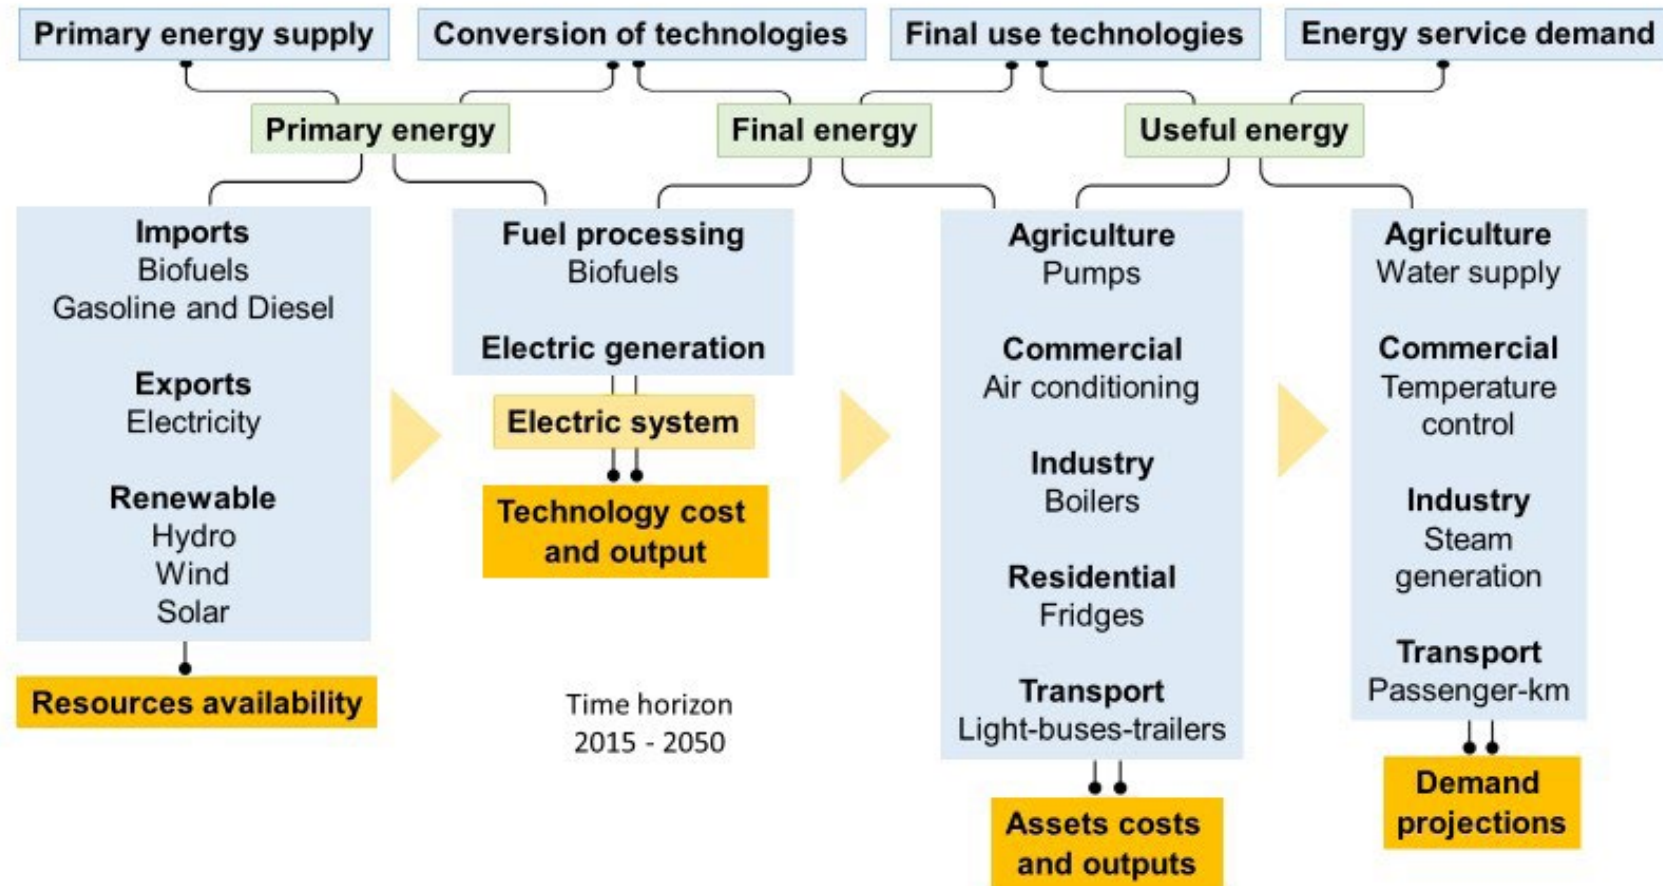 Primary energy supply
Conversion of technologies
Final use technologies
Energy service demand
Primary energy
Final energy
Useful energy
Imports
Biofuels
Gasoline and Diesel
Exports
Electricity
Renewable
Hydro
Wind
Solar
Resources availability
Fuel processing
Biofuels
Electric generation
Electric system
Technology cost
and output
Time horizon
2015 - 2050
Agriculture
Pumps
Commercial
Air conditioning
Industry
Boilers
Residential
Fridges
Transport
Light-buses-trailers
Assets costs
and outputs
Agriculture
Water supply
Commercial
Temperature
control
Industry
Steam
generation
Transport
Passenger-km
Demand
projections